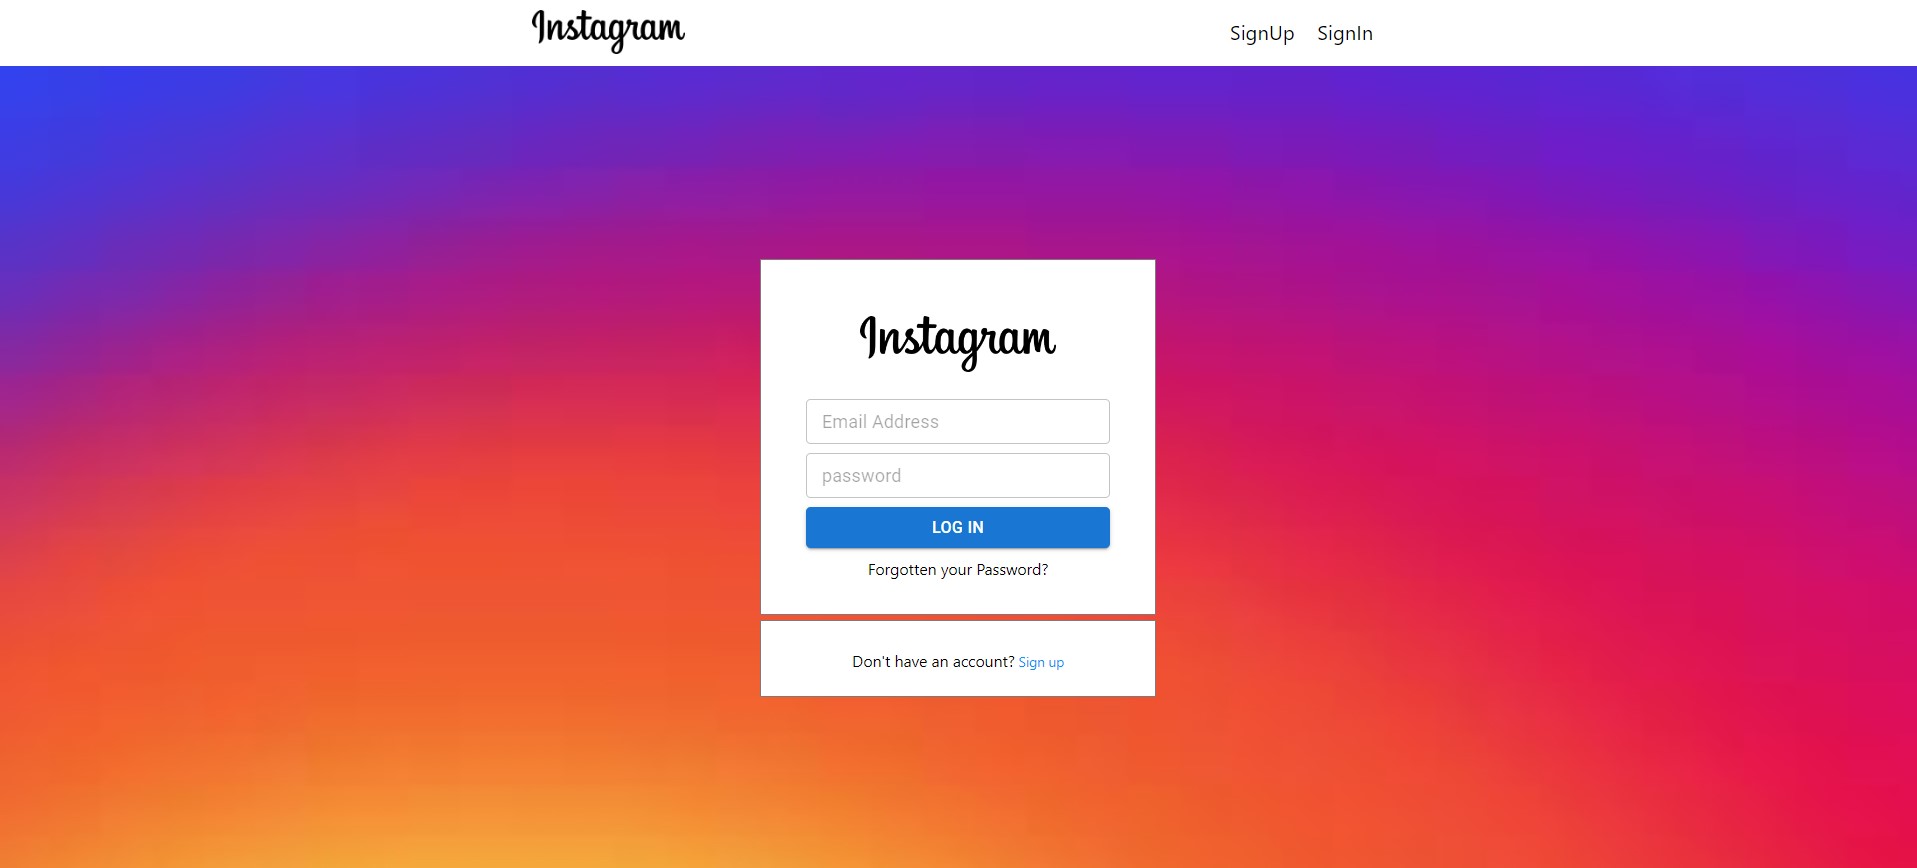 Instagram
SignUp SignIn
Instagram
Email Address
password
LOG IN
Forgotten your Password?
Don't have an account? Sign up